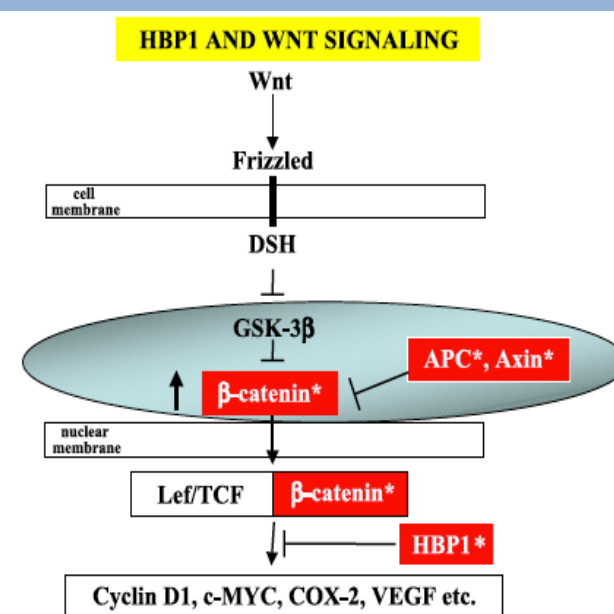 HBP1 AND WNT SIGNALING
Wnt
Frizzled
cell
membrane
DSH
GSK-3β
APC*, Axin*
β-catenin*
nuclear
membrane
Lef/TCF
β-catenin*
HBP1*
Cyclin D1, c-MYC, COX-2, VEGF etc.